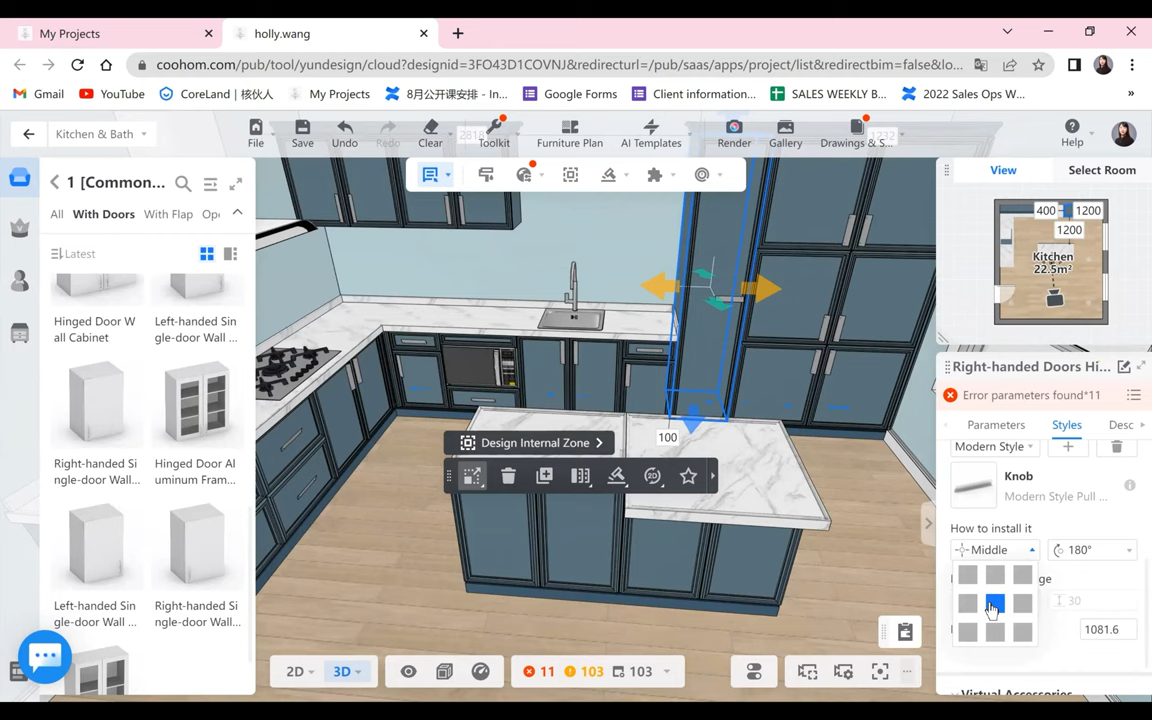 My Projects
holly.wang
coohom.com/pub/tool/yundesign/cloud?designid=3FO43D1COVNJ&redirecturl=/pub/saas/apps/project/list&redirectbim=false&lo...
Gmail
YouTube
CoreLand | 核伙人
My Projects
8月公开课安排 - In...
Google Forms
Client information...
SALES WEEKLY B...
2022 Sales Ops W...
»
Kitchen & Bath
File
Save
Undo
Redo
Clear
2818
Toolkit
Furniture Plan
AI Templates
Render
Gallery
Drawings & S...
1232
Help
1 [Common...
All
With Doors
With Flap
Op
Latest
Hinged Door W
all Cabinet
Left-handed Sin
gle-door Wall ...
Right-handed Si
ngle-door Wall...
Hinged Door Al
uminum Fram...
Left-handed Sin
gle-door Wall ...
Right-handed Si
ngle-door Wall...
100
Design Internal Zone
2D
2D
3D
11
103
103
View
Select Room
400
1200
1200
Kitchen
22.5m²
Right-handed Doors Hi...
Error parameters found*11
Parameters
Styles
Desc
Modern Style
Knob
Modern Style Pull ...
How to install it
Middle
180°
ge
30
1081.6
Virtual Accessories